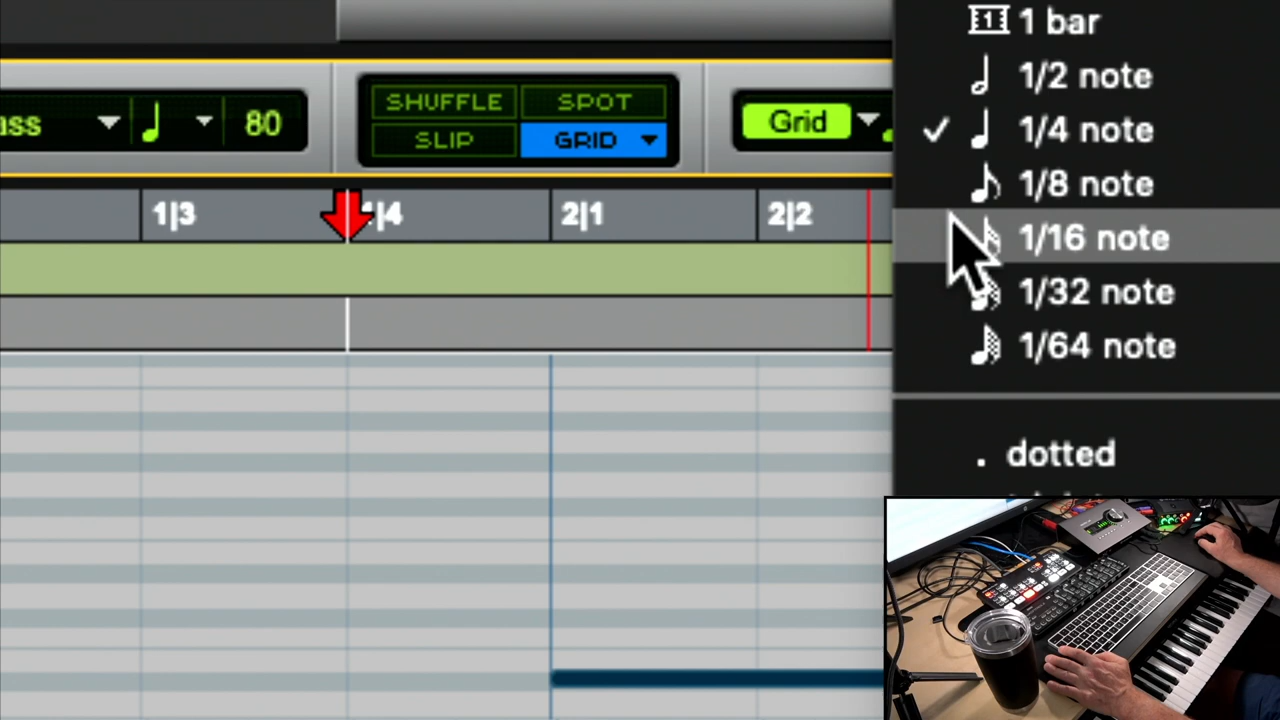 1 bar
1/2 note
1/4 note
1/8 note
1/16 note
1/32 note
1/64 note
dotted
80
SHUFFLE SPOT
SLIP GRID
Grid
1|3
|4
2|1
2|2